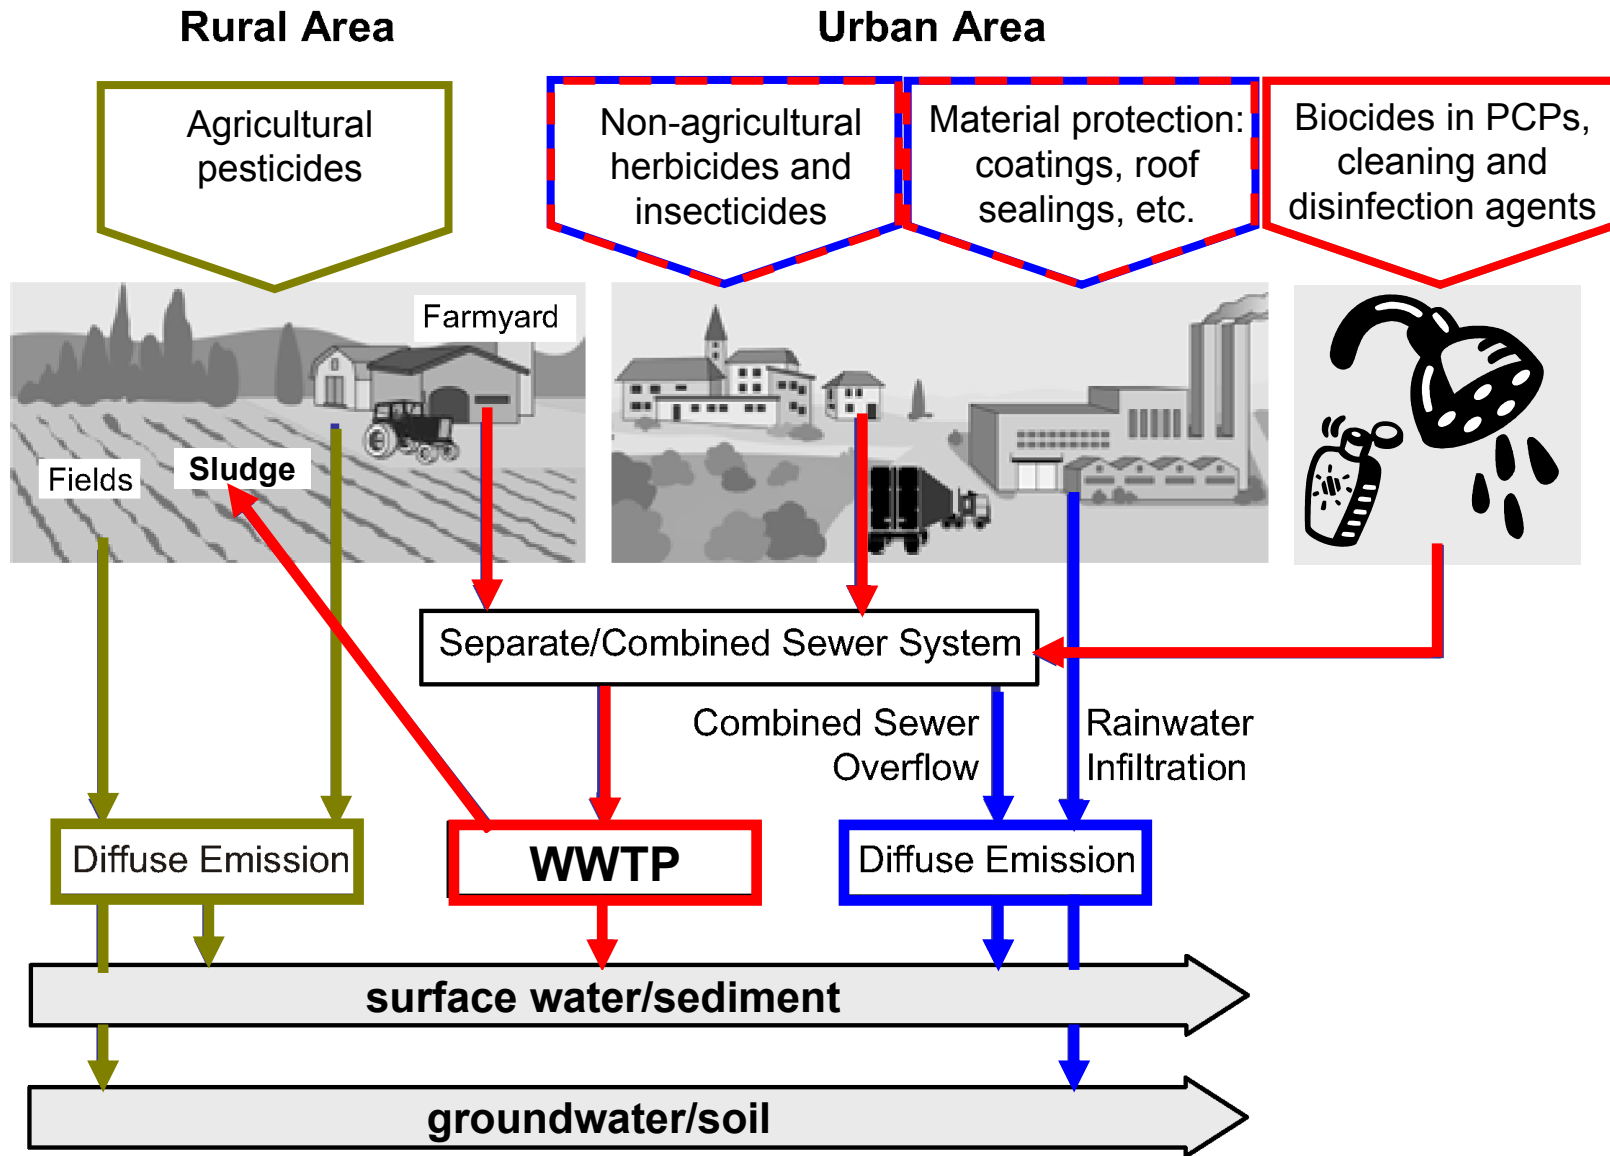 Rural Area
Urban Area
Agricultural
pesticides
Non-agricultural
herbicides and
insecticides
Material protection:
coatings, roof
sealings, etc.
Biocides in PCPs,
cleaning and
disinfection agents
Farmyard
Fields
Sludge
Separate/Combined Sewer System
Combined Sewer
Overflow
Rainwater
Infiltration
Diffuse Emission
WWTP
Diffuse Emission
surface water/sediment
groundwater/soil